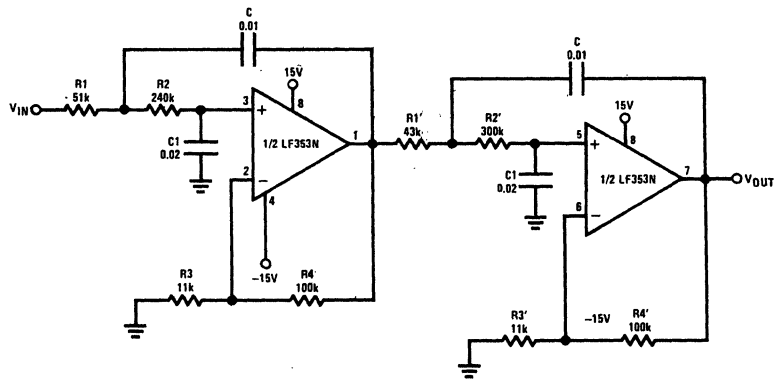 C
0.01
R1
51k
R2
240k
VIN
C1
0.02
15V
8
3
+
1/2 LF353N
1
2
−
4
−15V
R3
11k
R4
100k
R1'
43k
R2'
300k
C
0.01
C1
0.02
15V
8
5
+
1/2 LF353N
7
6
−
VOUT
R3'
11k
−15V
R4'
100k